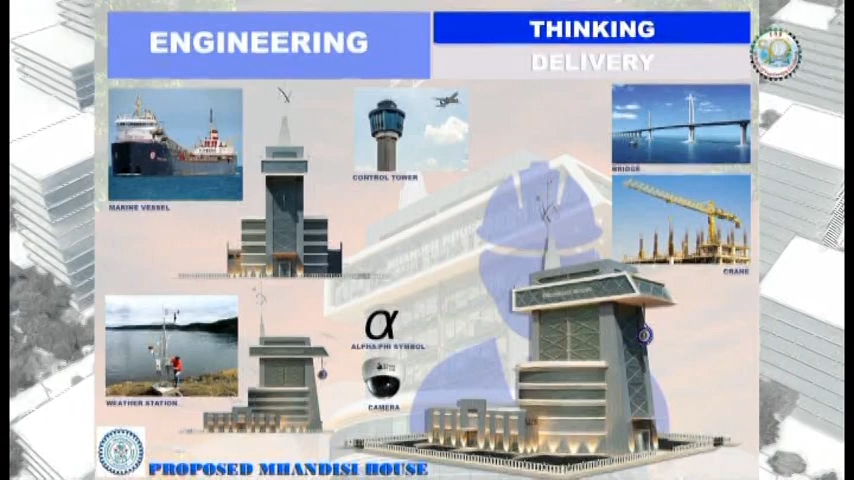 ENGINEERING
THINKING
DELIVERY
MARINE VESSEL
CONTROL TOWER
BRIDGE
CRANE
WEATHER STATION
α
ALPHA/PHI SYMBOL
CAMERA
PROPOSED MHANDISI HOUSE